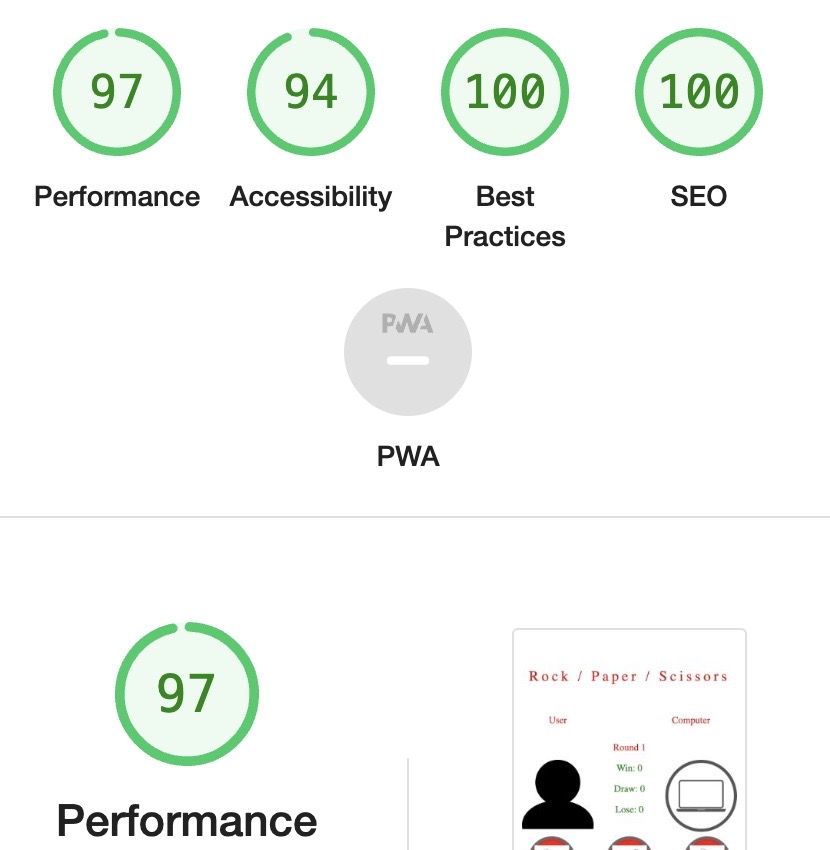 97
94
100
100
Performance
Accessibility
Best
Practices
SEO
PWA
PWA
97
Performance
Rock / Paper / Scissors
User
Computer
Round 1
Win: 0
Draw: 0
Lose: 0